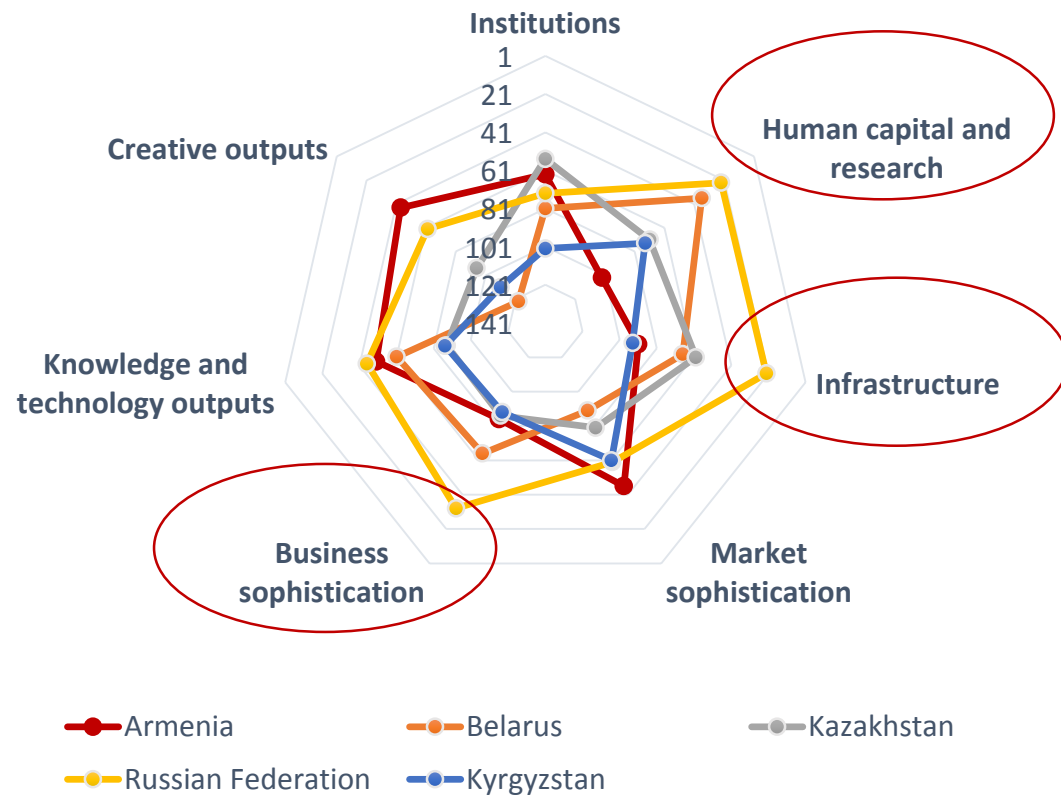 Institutions
1
21
41
61
81
101
121
141
Human capital and
research
Infrastructure
Market
sophistication
Business
sophistication
Knowledge and
technology outputs
Creative outputs
Armenia
Belarus
Kazakhstan
Russian Federation
Kyrgyzstan